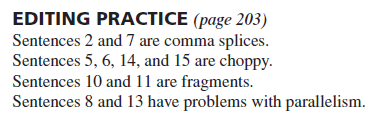 EDITING PRACTICE (page 203)
Sentences 2 and 7 are comma splices.
Sentences 5, 6, 14, and 15 are choppy.
Sentences 10 and 11 are fragments.
Sentences 8 and 13 have problems with parallelism.